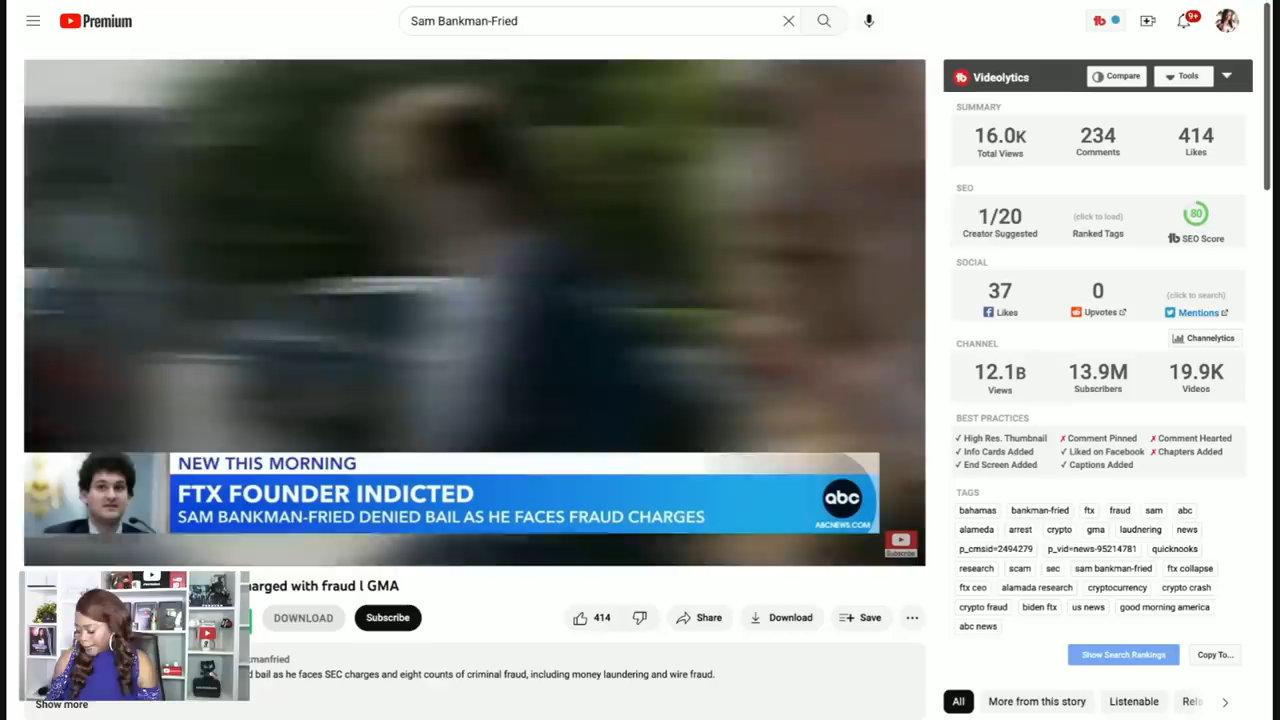 Premium
Sam Bankman-Fried
9+
Videolytics
Compare
Tools
SUMMARY
16.0K
234
414
Total Views
Comments
Likes
SEO
1/20
(click to load)
80
Creator Suggested
Ranked Tags
SEO Score
SOCIAL
37
0
(click to search)
Likes
Upvotes
Mentions
CHANNEL
Channelytics
12.1B
13.9M
19.9K
Views
Subscribers
Videos
BEST PRACTICES
✓ High Res. Thumbnail
✗ Comment Pinned
✗ Comment Hearted
✓ Info Cards Added
✓ Liked on Facebook
✗ Chapters Added
✓ End Screen Added
✓ Captions Added
TAGS
bahamas bankman-fried ftx fraud sam abc
alameda arrest crypto gma laudnering news
p_cmsid=2494279 p_vid=news-95214781 quicknooks
research scam sec sam bankman-fried ftx collapse
ftx ceo alamada research cryptocurrency crypto crash
crypto fraud biden ftx us news good morning america
abc news
Show Search Rankings
Copy To...
All
More from this story
Listenable
Rela
NEW THIS MORNING
FTX FOUNDER INDICTED
SAM BANKMAN-FRIED DENIED BAIL AS HE FACES FRAUD CHARGES
abc
ABCNEWS.COM
Subscribe
arged with fraud l GMA
DOWNLOAD
Subscribe
414
Share
Download
Save
manfried
bail as he faces SEC charges and eight counts of criminal fraud, including money laundering and wire fraud.
Show more